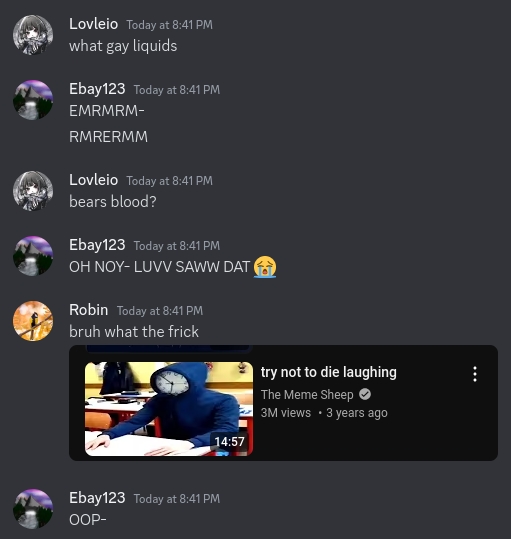 Lovleio Today at 8:41 PM
what gay liquids
Ebay123 Today at 8:41 PM
EMRMRM-
RMRERMM
Lovleio Today at 8:41 PM
bears blood?
Ebay123 Today at 8:41 PM
OH NOY- LUVV SAWW DAT 😭
Robin Today at 8:41 PM
bruh what the frick
try not to die laughing
The Meme Sheep
3M views • 3 years ago
14:57
Ebay123 Today at 8:41 PM
OOP-